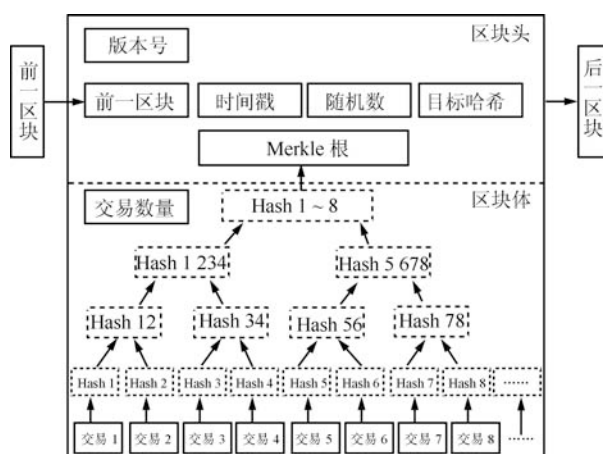 版本号
区块头
前一区块
前一区块
时间戳
随机数
目标哈希
后一区块
Merkle 根
交易数量
Hash 1 ~ 8
区块体
Hash 1 234
Hash 5 678
Hash 12
Hash 34
Hash 56
Hash 78
Hash 1
Hash 2
Hash 3
Hash 4
Hash 5
Hash 6
Hash 7
Hash 8
……
交易 1
交易 2
交易 3
交易 4
交易 5
交易 6
交易 7
交易 8
……